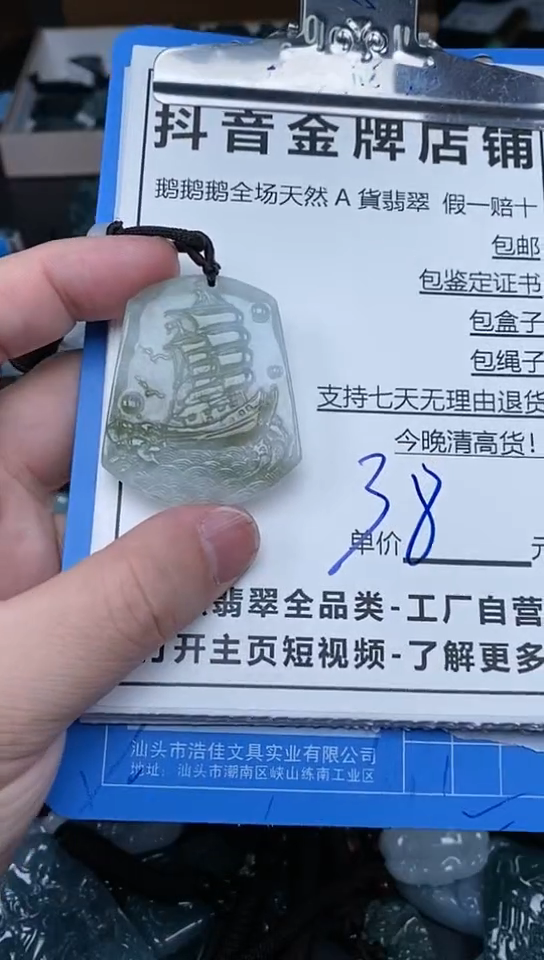 抖音金牌店铺
鹅鹅鹅全场天然A貨翡翠 假一赔十
包邮
包鉴定证书
包盒子
包绳子
支持七天无理由退货
今晚清高货!
单价38元
翡翠全品类-工厂自营
打开主页短视频-了解更多
汕头市浩佳文具实业有限公司
地址：汕头市潮南区峡山练南工业区